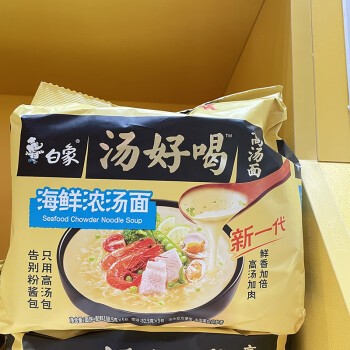 白象
汤好喝™
高汤面
海鲜浓汤面
Seafood Chowder Noodle Soup
新一代
鲜香加倍
高汤加肉
只用高汤包
告别粉酱包